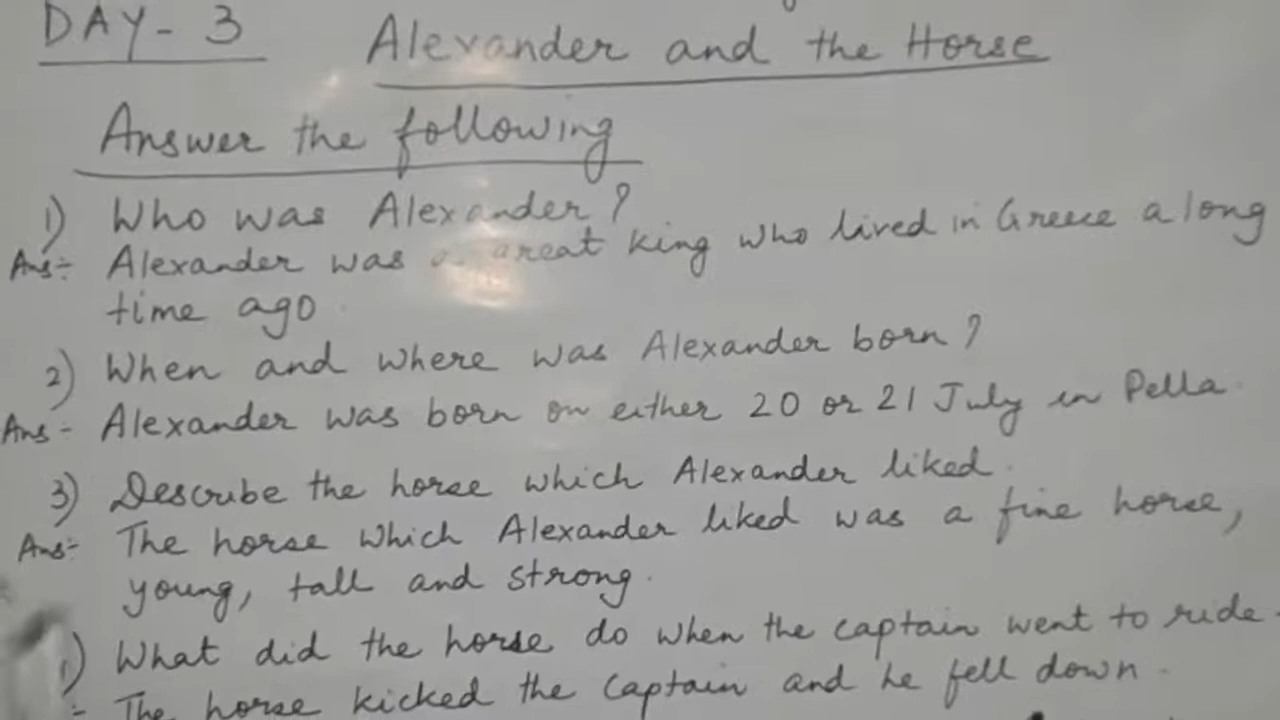 DAY - 3
Alexander and the Horse
Answer the following
1) Who was Alexander?
Ans:- Alexander was a great king who lived in Greece a long
time ago
2) When and where was Alexander born?
Ans - Alexander was born on either 20 or 21 July in Pella.
3) Describe the horse which Alexander liked.
Ans:- The horse which Alexander liked was a fine horse,
young, tall and strong.
) What did the horse do when the captain went to ride.
:- The horse kicked the Captain and he fell down.